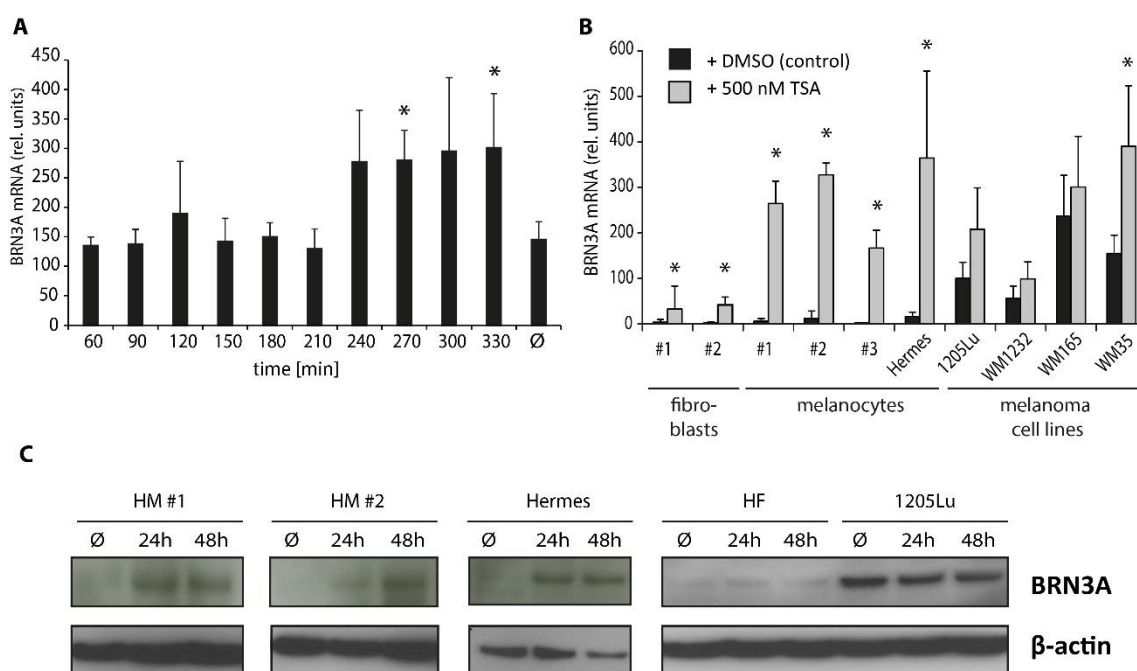 A
BRN3A mRNA (rel. units)
450
400
350
300
250
200
150
100
50
0
60 90 120 150 180 210 240 270 300 330 Ø
* *
time [min]
B
BRN3A mRNA (rel. units)
600
500
400
300
200
100
0
+ DMSO (control)
+ 500 nM TSA
* * * * * * *
#1 #2 #1 #2 #3 Hermes 1205Lu WM1232 WM165 WM35
fibro-
blasts
melanocytes
melanoma
cell lines
C
HM #1 HM #2 Hermes HF 1205Lu
Ø 24h 48h Ø 24h 48h Ø 24h 48h Ø 24h 48h Ø 24h 48h
BRN3A
β-actin